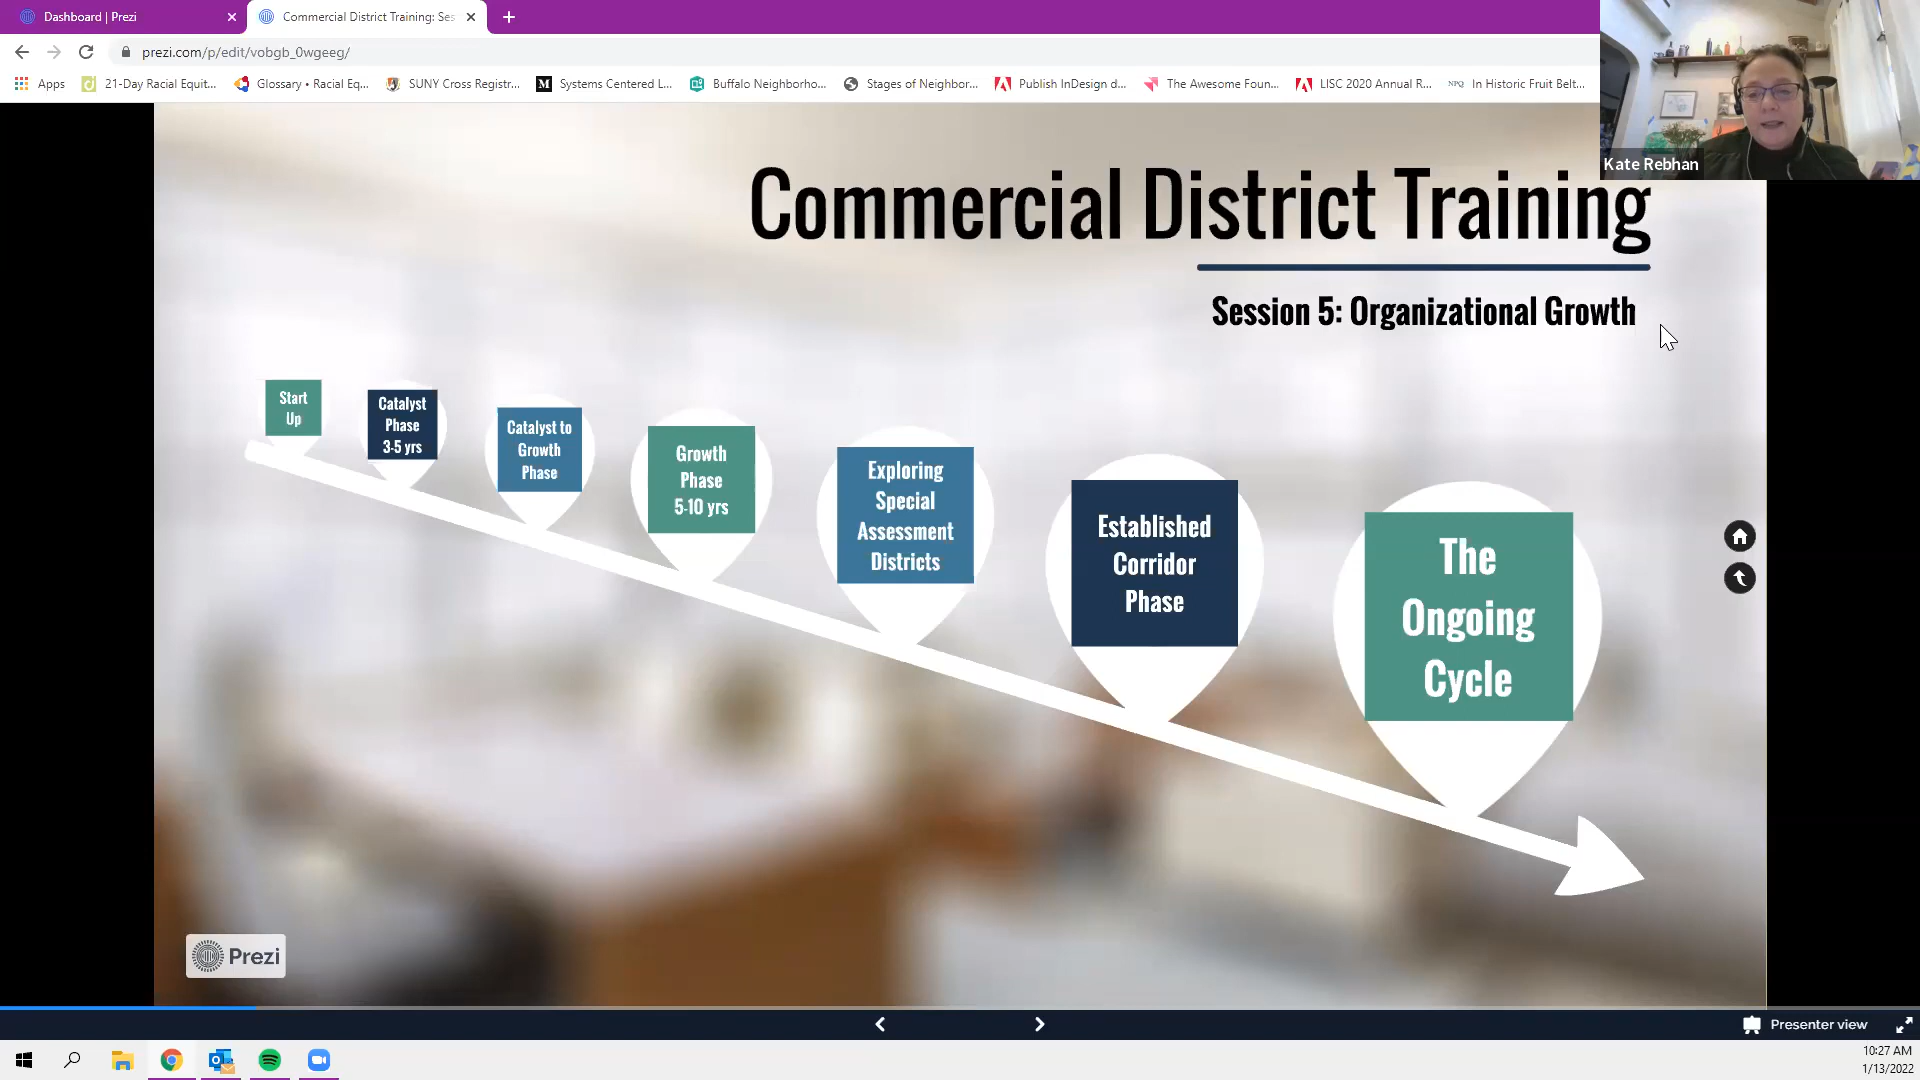 Dashboard | Prezi
Commercial District Training: Ses
prezi.com/p/edit/vobgb_0wgeeg/
Apps
21-Day Racial Equit...
Glossary • Racial Eq...
SUNY Cross Registr...
M
Systems Centered L...
Buffalo Neighborho...
Stages of Neighbor...
Publish InDesign d...
The Awesome Foun...
LISC 2020 Annual R...
NPQ
In Historic Fruit Belt...
Kate Rebhan
Commercial District Training
Session 5: Organizational Growth
Start
Up
Catalyst
Phase
3-5 yrs
Catalyst to
Growth
Phase
Growth
Phase
5-10 yrs
Exploring
Special
Assessment
Districts
Established
Corridor
Phase
The
Ongoing
Cycle
Prezi
Presenter view
10:27 AM
1/13/2022